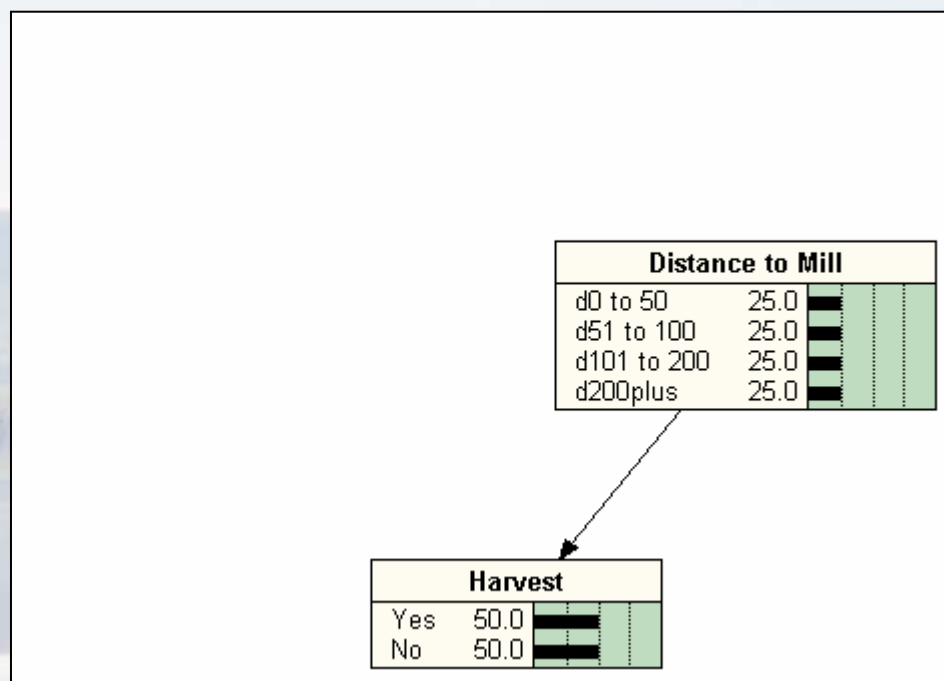 Distance to Mill
d0 to 50 25.0
d51 to 100 25.0
d101 to 200 25.0
d200plus 25.0
Harvest
Yes 50.0
No 50.0